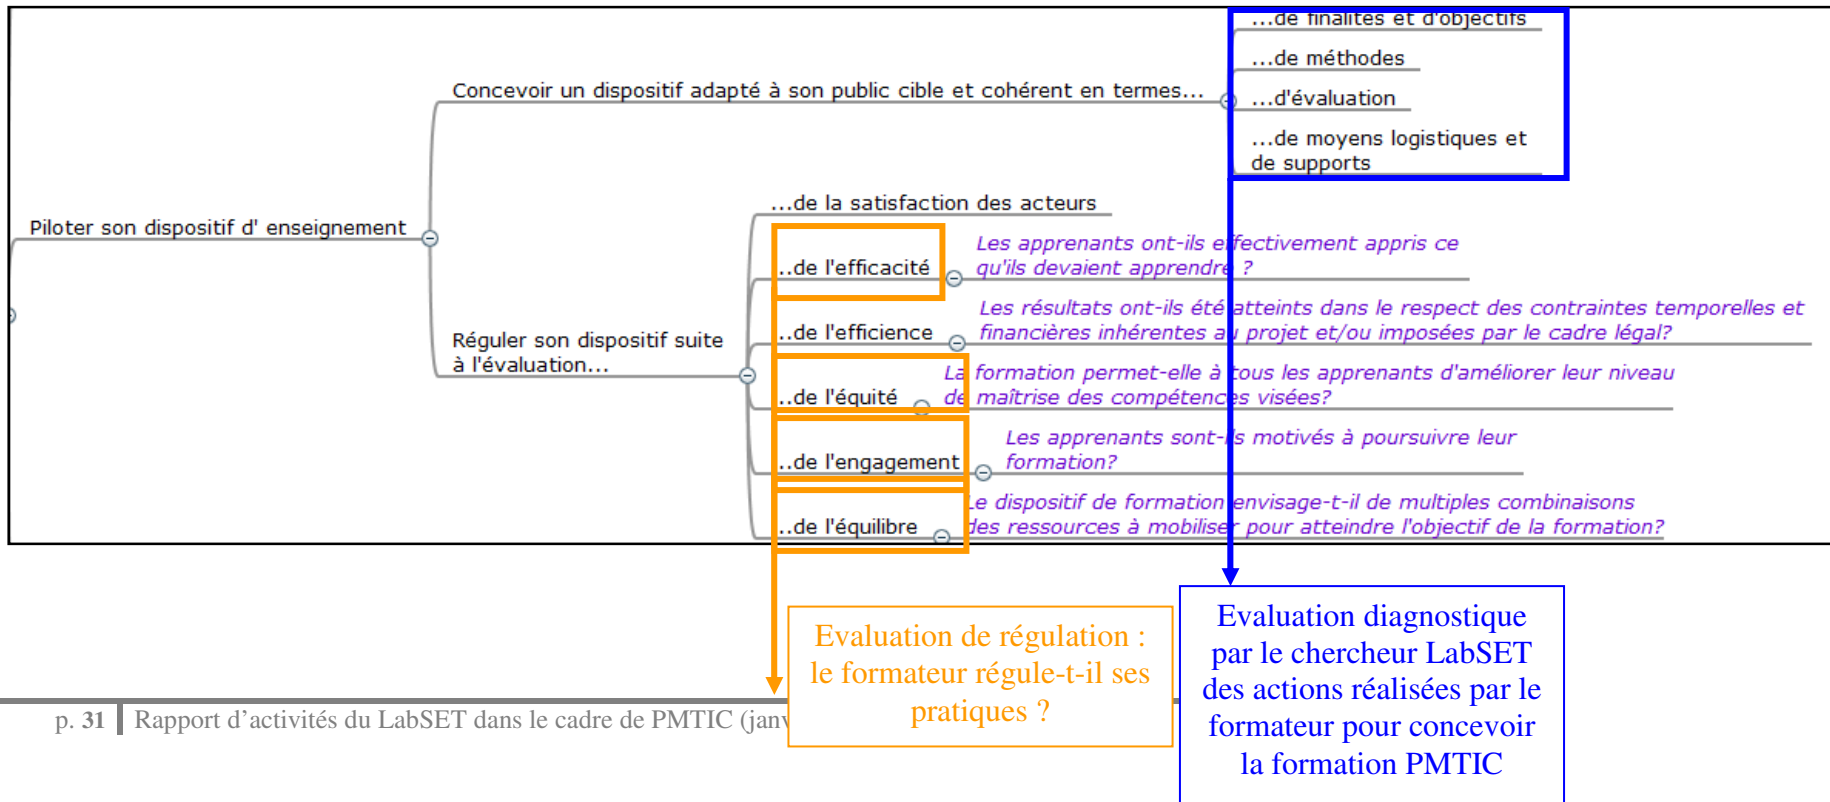 ...de finalités et d'objectifs
...de méthodes
Concevoir un dispositif adapté à son public cible et cohérent en termes...
...d'évaluation
...de moyens logistiques et
de supports
...de la satisfaction des acteurs
Piloter son dispositif d' enseignement
Les apprenants ont-ils effectivement appris ce
qu'ils devaient apprendre ?
..de l'efficacité
Les résultats ont-ils été atteints dans le respect des contraintes temporelles et
financières inhérentes au projet et/ou imposées par le cadre légal?
..de l'efficience
Réguler son dispositif suite
à l'évaluation...
La formation permet-elle à tous les apprenants d'améliorer leur niveau
de maîtrise des compétences visées?
..de l'équité
Les apprenants sont-ils motivés à poursuivre leur
formation?
..de l'engagement
Le dispositif de formation envisage-t-il de multiples combinaisons
des ressources à mobiliser pour atteindre l'objectif de la formation?
..de l'équilibre
Evaluation de régulation :
le formateur régule-t-il ses
pratiques ?
Evaluation diagnostique
par le chercheur LabSET
des actions réalisées par le
formateur pour concevoir
la formation PMTIC
p. 31 Rapport d’activités du LabSET dans le cadre de PMTIC